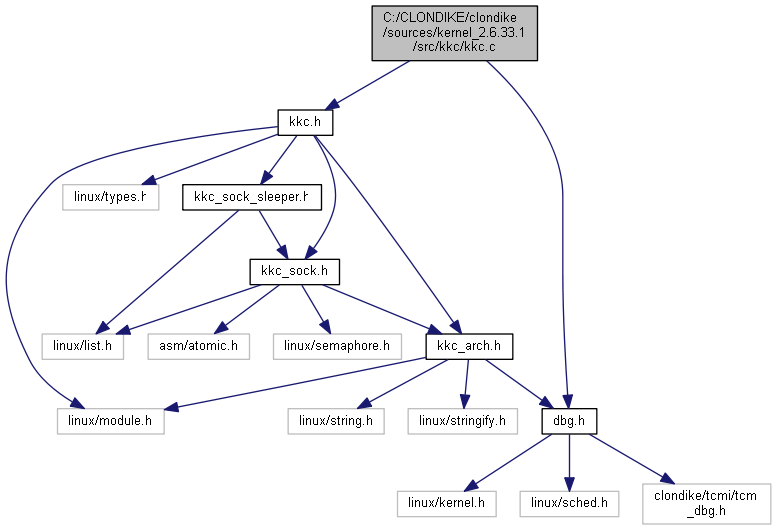 C:/CLONDIKE/clondike
/sources/kernel_2.6.33.1
/src/kkc/kkc.c
kkc.h
linux/types.h
kkc_sock_sleeper.h
kkc_sock.h
linux/list.h
asm/atomic.h
linux/semaphore.h
kkc_arch.h
linux/module.h
linux/string.h
linux/stringify.h
dbg.h
linux/kernel.h
linux/sched.h
clondike/tcmi/tcm
_dbg.h